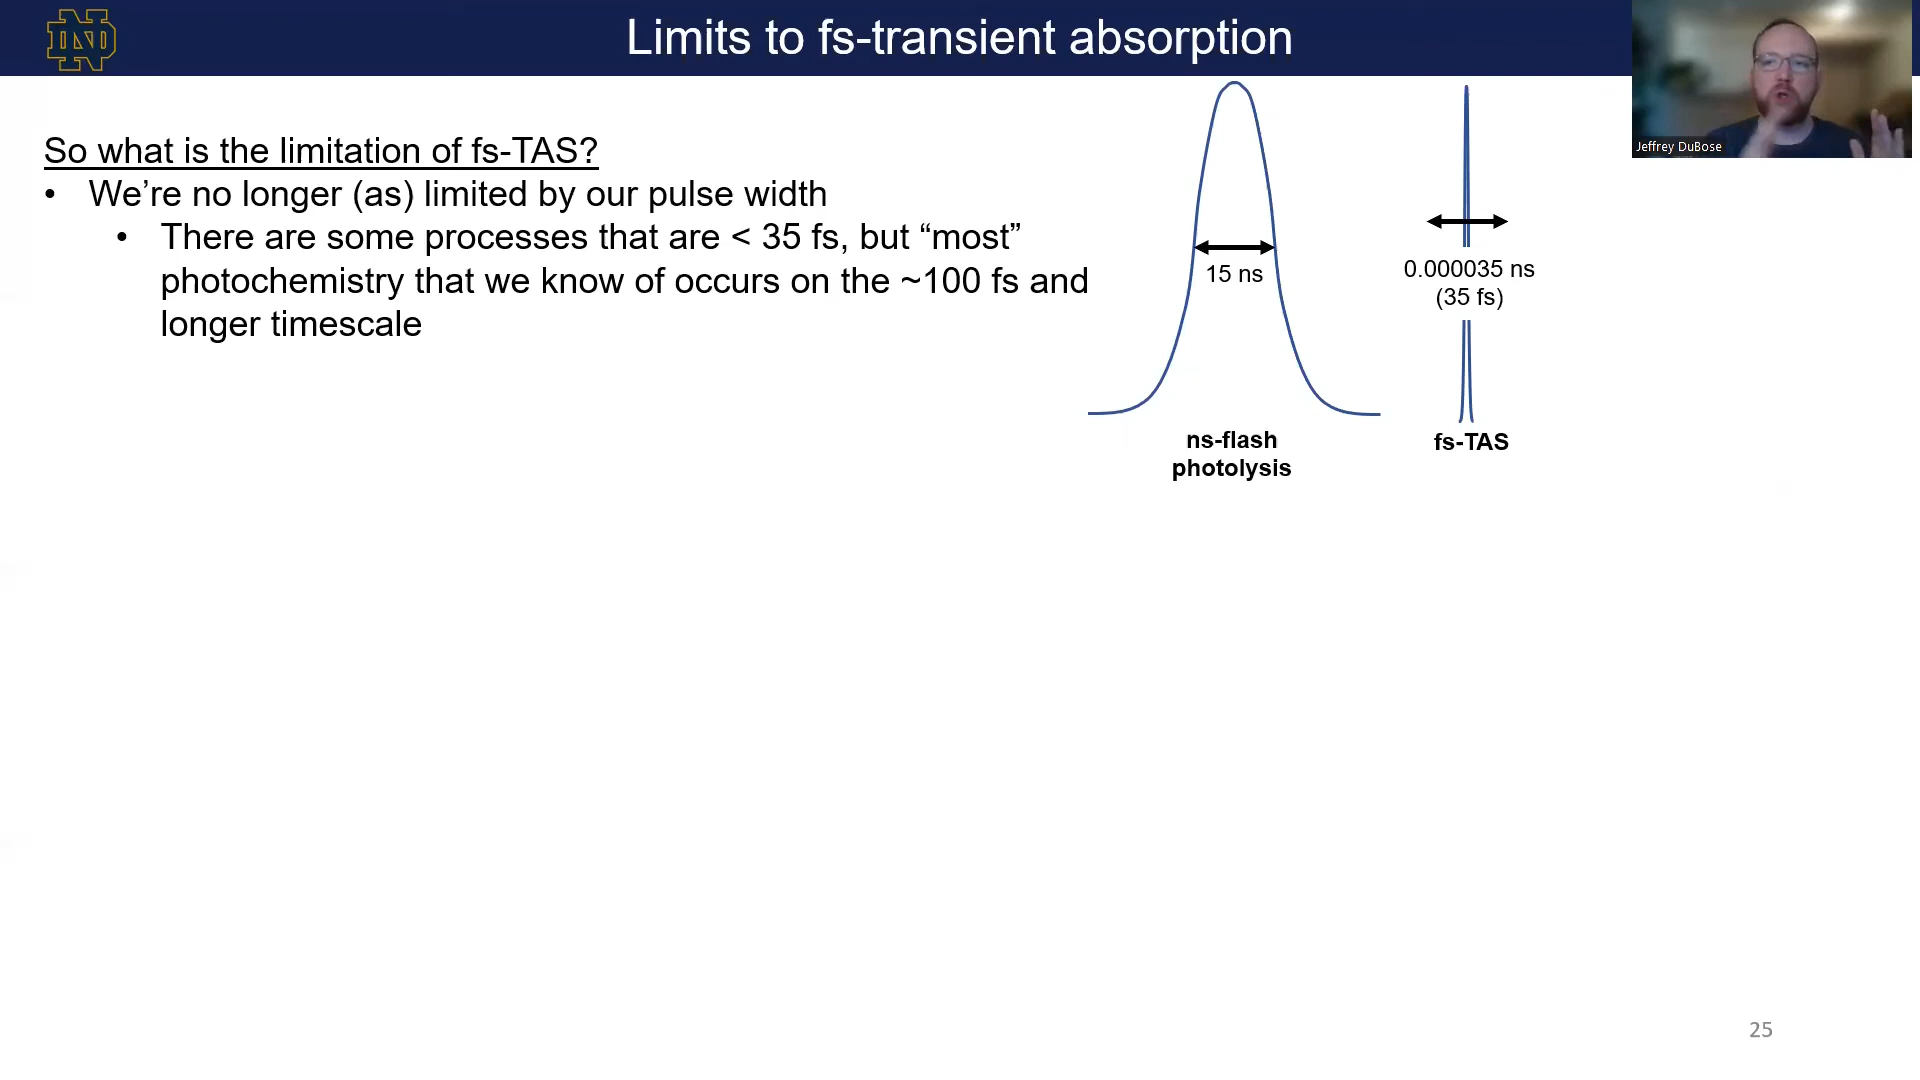 Limits to fs-transient absorption
Jeffrey DuBose
So what is the limitation of fs-TAS?
• We’re no longer (as) limited by our pulse width
• There are some processes that are < 35 fs, but “most”
photochemistry that we know of occurs on the ~100 fs and
longer timescale
15 ns
0.000035 ns
(35 fs)
ns-flash
photolysis
fs-TAS
25